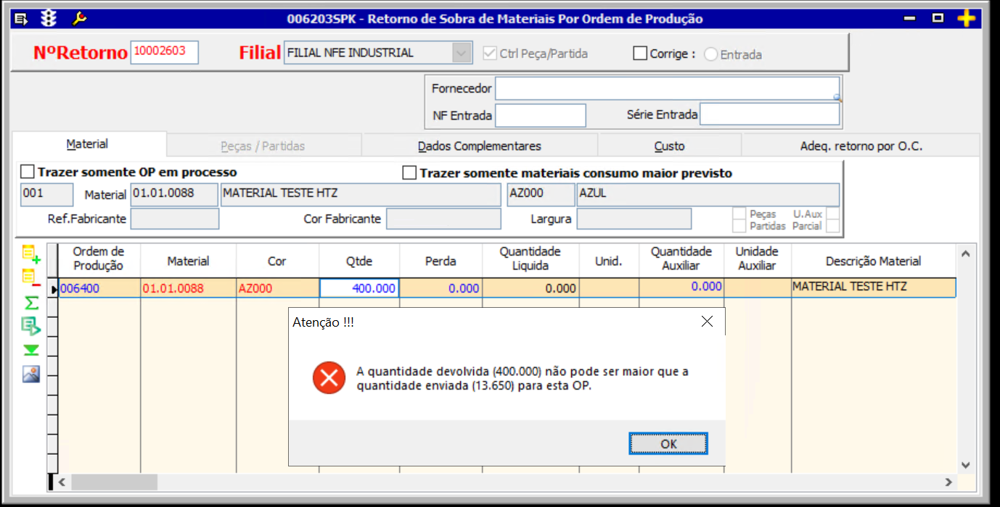 006203SPK - Retorno de Sobra de Materiais Por Ordem de Produção
NºRetorno 10002603 Filial FILIAL NFE INDUSTRIAL Ctrl Peça/Partida Corrige : Entrada
Fornecedor
NF Entrada Série Entrada
Material Peças / Partidas Dados Complementares Custo Adeq. retorno por O.C.
Trazer somente OP em processo Trazer somente materiais consumo maior previsto
001 Material 01.01.0088 MATERIAL TESTE HTZ AZ000 AZUL
Ref.Fabricante Cor Fabricante Largura Peças U.Aux
Partidas Parcial
Ordem de Produção Material Cor Qtde Perda Quantidade Liquida Unid. Quantidade Auxiliar Unidade Auxiliar Descrição Material
006400 01.01.0088 AZ000 400.000 0.000 0.000 0.000 MATERIAL TESTE HTZ
Atenção !!!
A quantidade devolvida (400.000) não pode ser maior que a
quantidade enviada (13.650) para esta OP.
OK